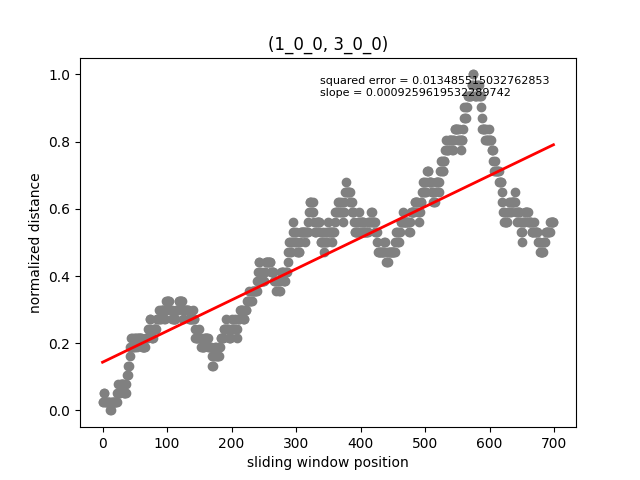 (1_0_0, 3_0_0)
squared error = 0.013485515032762853
slope = 0.0009259619532289742
1.0
0.8
0.6
0.4
0.2
0.0
normalized distance
0 100 200 300 400 500 600 700
sliding window position